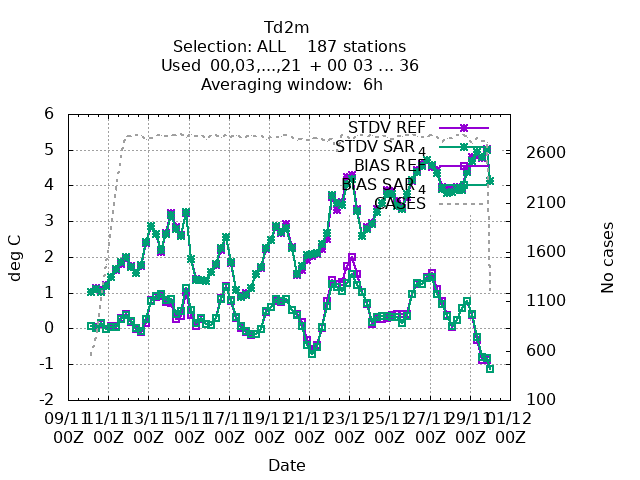 Td2m
Selection: ALL    187 stations
Used  00,03,...,21  + 00 03 ... 36
Averaging window:  6h
STDV REF
STDV SAR 4
BIAS REF
BIAS SAR 4
CASES
6
5
4
3
2
1
0
-1
-2
deg C
2600
2100
1600
1100
600
100
No cases
09/11 00Z
11/11 00Z
13/11 00Z
15/11 00Z
17/11 00Z
19/11 00Z
21/11 00Z
23/11 00Z
25/11 00Z
27/11 00Z
29/11 00Z
01/12 00Z
Date